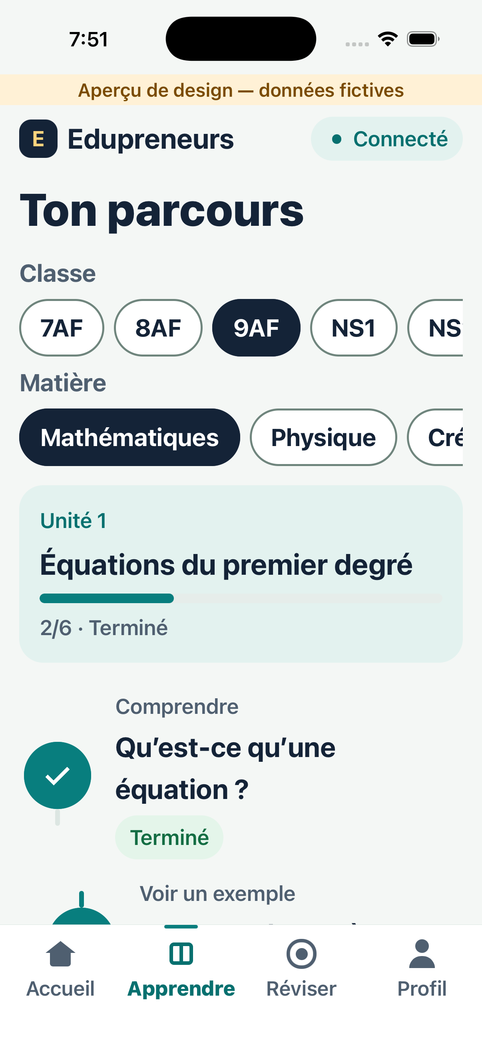 7:51
Aperçu de design — données fictives
E Edupreneurs
Connecté
Ton parcours
Classe
7AF 8AF 9AF NS1 NS
Matière
Mathématiques Physique Cré
Unité 1
Équations du premier degré
2/6 · Terminé
Comprendre
Qu’est-ce qu’une
équation ?
Terminé
Voir un exemple
Accueil Apprendre Réviser Profil